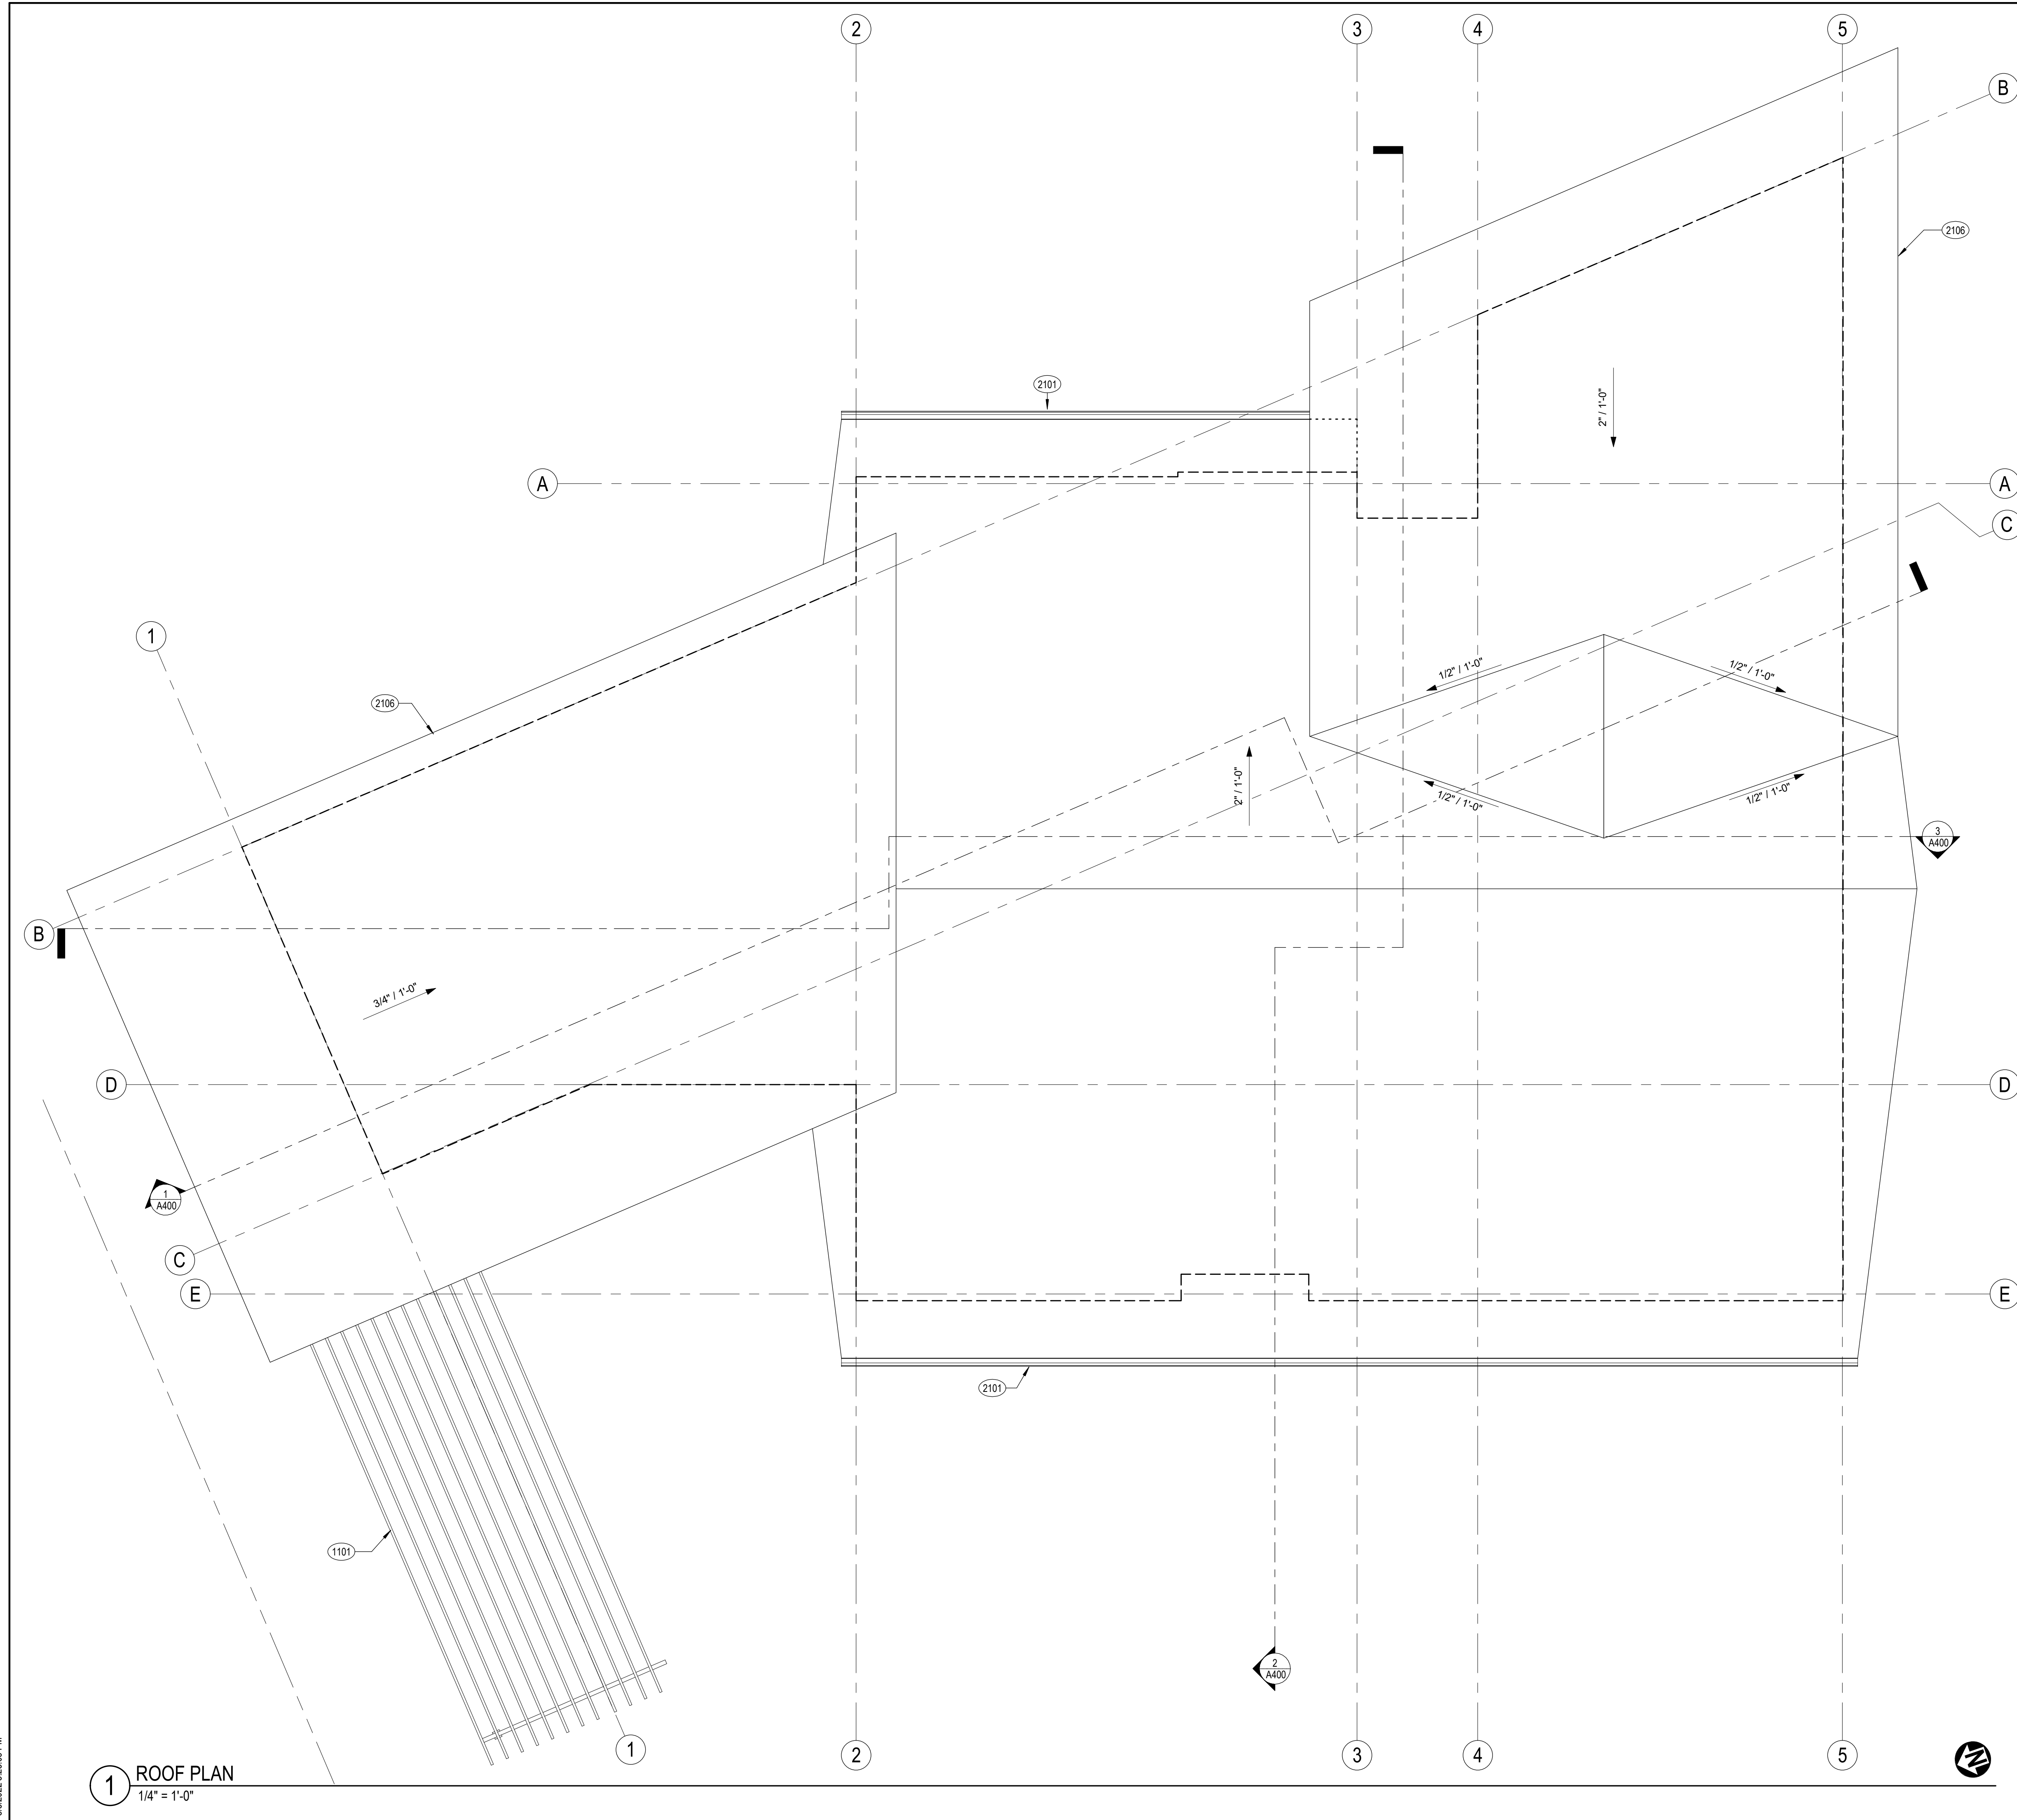 2
3
4
5
B
2106
2101
2" / 1'-0"
A
A
C
1
1/2" / 1'-0"
1/2" / 1'-0"
2106
2" / 1'-0"
1/2" / 1'-0"
1/2" / 1'-0"
3
A400
B
3/4" / 1'-0"
D
D
1
A400
C
E
E
2101
1101
2
A400
1
2
3
4
5
N
1
ROOF PLAN
1/4" = 1'-0"